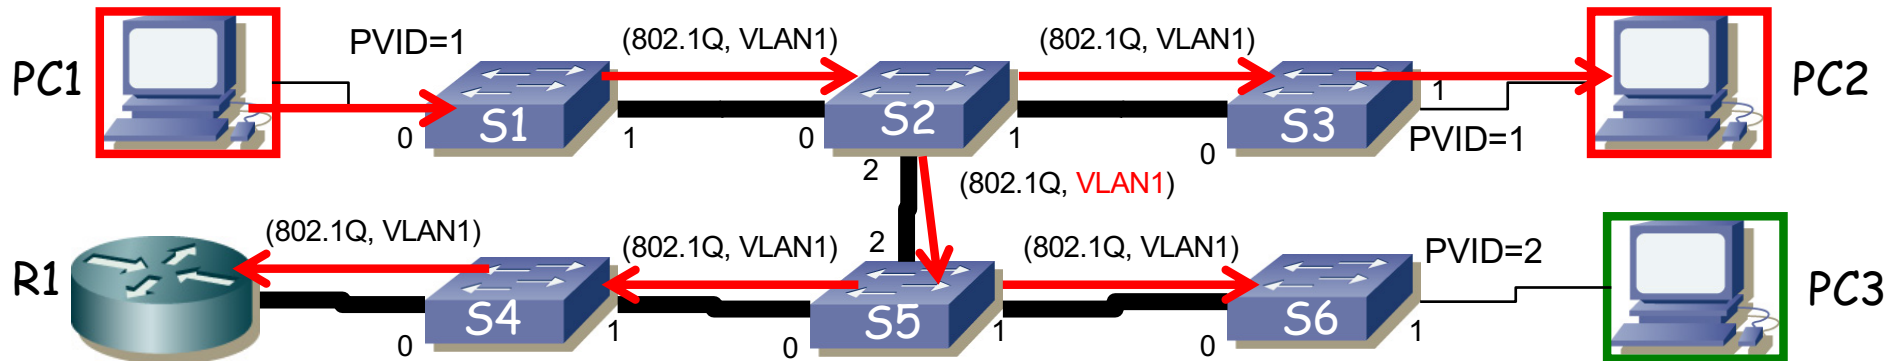 PC1
PVID=1
(802.1Q, VLAN1)
(802.1Q, VLAN1)
PC2
S1
S2
S3
0
1
0
1
0
1
PVID=1
2
(802.1Q, VLAN1)
R1
(802.1Q, VLAN1)
(802.1Q, VLAN1)
2
(802.1Q, VLAN1)
PVID=2
PC3
S4
S5
S6
0
1
0
1
0
1